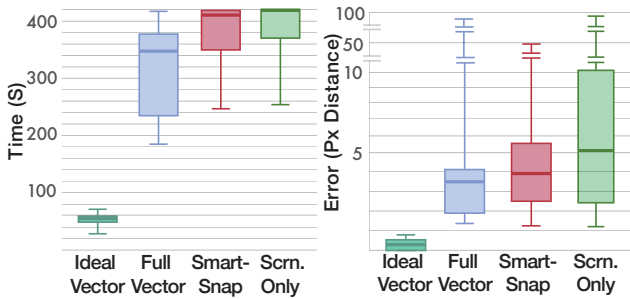 400
300
200
100
Time (S)
Ideal Vector
Full Vector
Smart-Snap
Scrn. Only
100
50
10
5
Error (Px Distance)
Ideal Vector
Full Vector
Smart-Snap
Scrn. Only